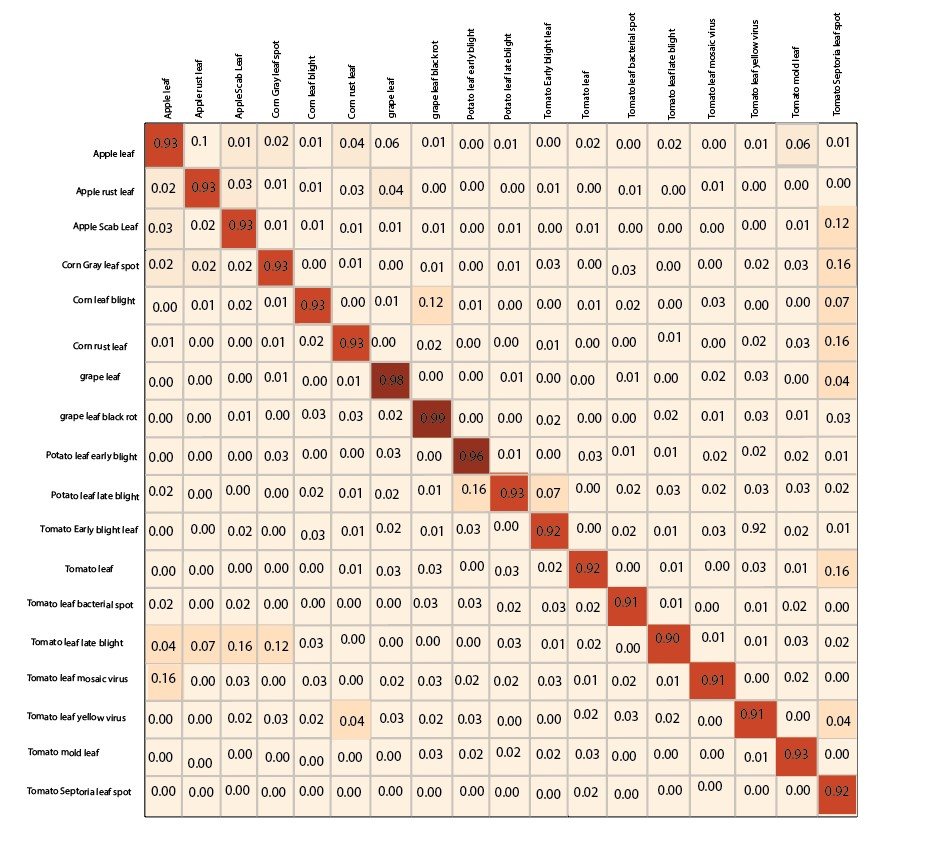 Apple leaf Apple rust leaf AppleScab Leaf Corn Gray leaf spot Corn leaf blight Corn rust leaf grape leaf grape leaf black rot Potato leaf early blight Potato leaf late blight Tomato Early blight leaf Tomato leaf Tomato leaf bacterial spot Tomato leaf late blight Tomato leaf mosaic virus Tomato leaf yellow virus Tomato mold leaf Tomato Septoria leaf spot
Apple leaf 0.93 0.1 0.01 0.02 0.01 0.04 0.06 0.01 0.00 0.01 0.00 0.02 0.00 0.02 0.00 0.01 0.06 0.01
Apple rust leaf 0.02 0.93 0.03 0.01 0.01 0.03 0.04 0.00 0.00 0.00 0.01 0.00 0.01 0.00 0.01 0.00 0.00 0.00
Apple Scab Leaf 0.03 0.02 0.93 0.01 0.01 0.01 0.01 0.01 0.00 0.01 0.00 0.01 0.00 0.00 0.00 0.00 0.01 0.12
Corn Gray leaf spot 0.02 0.02 0.02 0.93 0.00 0.01 0.00 0.01 0.00 0.01 0.03 0.00 0.03 0.00 0.00 0.02 0.03 0.16
Corn leaf blight 0.00 0.01 0.02 0.01 0.93 0.00 0.01 0.12 0.01 0.00 0.00 0.01 0.02 0.00 0.03 0.00 0.00 0.07
Corn rust leaf 0.01 0.00 0.00 0.01 0.02 0.93 0.00 0.02 0.00 0.00 0.01 0.00 0.00 0.01 0.00 0.02 0.03 0.16
grape leaf 0.00 0.00 0.00 0.01 0.00 0.01 0.98 0.00 0.00 0.01 0.00 0.00 0.01 0.00 0.02 0.03 0.00 0.04
grape leaf black rot 0.00 0.00 0.01 0.00 0.03 0.03 0.02 0.99 0.00 0.00 0.02 0.00 0.00 0.02 0.01 0.03 0.01 0.03
Potato leaf early blight 0.00 0.00 0.00 0.03 0.00 0.00 0.03 0.00 0.96 0.01 0.00 0.03 0.01 0.01 0.02 0.02 0.02 0.01
Potato leaf late blight 0.02 0.00 0.00 0.00 0.02 0.01 0.02 0.01 0.16 0.93 0.07 0.00 0.02 0.03 0.02 0.03 0.03 0.02
Tomato Early blight leaf 0.00 0.00 0.02 0.00 0.03 0.01 0.02 0.01 0.03 0.00 0.92 0.00 0.02 0.01 0.03 0.92 0.02 0.01
Tomato leaf 0.00 0.00 0.00 0.00 0.00 0.01 0.03 0.03 0.00 0.03 0.02 0.92 0.00 0.01 0.00 0.03 0.01 0.16
Tomato leaf bacterial spot 0.02 0.00 0.02 0.00 0.00 0.00 0.00 0.03 0.03 0.02 0.03 0.02 0.91 0.01 0.00 0.01 0.02 0.00
Tomato leaf late blight 0.04 0.07 0.16 0.12 0.03 0.00 0.00 0.00 0.00 0.03 0.01 0.02 0.00 0.90 0.01 0.01 0.03 0.02
Tomato leaf mosaic virus 0.16 0.00 0.03 0.00 0.03 0.00 0.02 0.03 0.02 0.02 0.03 0.01 0.02 0.01 0.91 0.00 0.02 0.00
Tomato leaf yellow virus 0.00 0.00 0.02 0.03 0.02 0.04 0.03 0.02 0.03 0.00 0.00 0.02 0.03 0.02 0.00 0.91 0.00 0.04
Tomato mold leaf 0.00 0.00 0.00 0.00 0.00 0.00 0.00 0.03 0.02 0.02 0.02 0.03 0.00 0.00 0.00 0.01 0.93 0.00
Tomato Septoria leaf spot 0.00 0.00 0.00 0.00 0.00 0.00 0.00 0.00 0.00 0.00 0.00 0.02 0.00 0.00 0.00 0.00 0.00 0.92